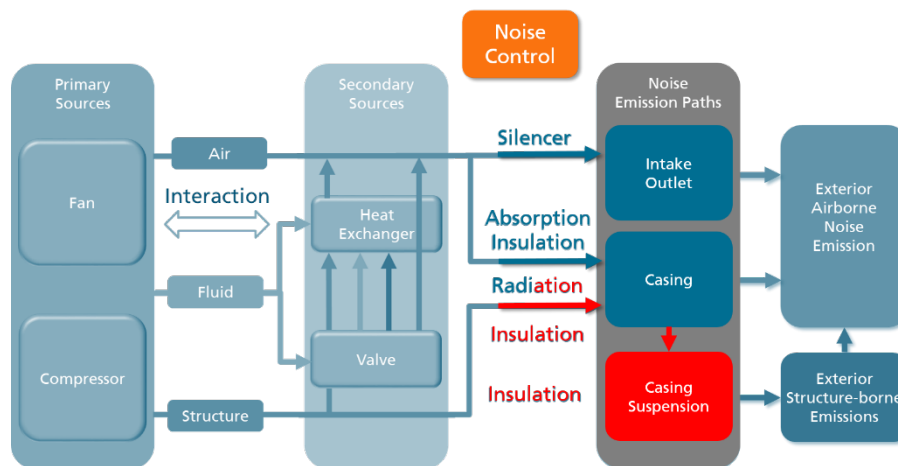 Noise
Control
Primary
Sources
Secondary
Sources
Noise
Emission Paths
Fan
Compressor
Air
Interaction
Fluid
Structure
Heat
Exchanger
Valve
Silencer
Absorption
Insulation
Radiation
Insulation
Insulation
Intake
Outlet
Casing
Casing
Suspension
Exterior
Airborne
Noise
Emission
Exterior
Structure-borne
Emissions